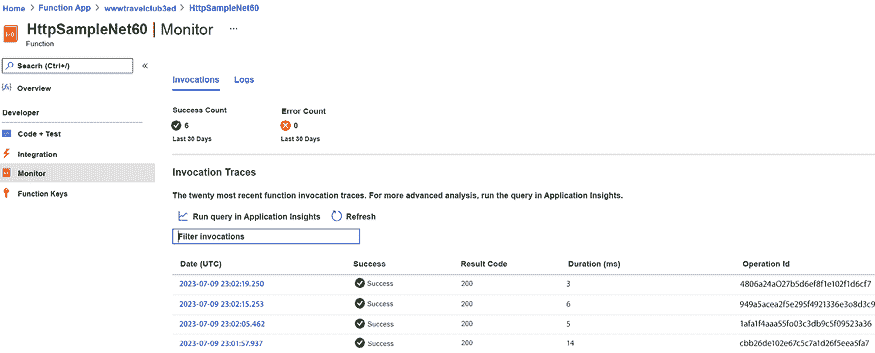 Home > Function App > wwwtravelclub3ed > HttpSampleNet60
HttpSampleNet60 | Monitor ...
Function
Seacrh (Ctrl+/) «
Overview
Developer
Code + Test
Integration
Monitor
Function Keys
Invocations Logs
Success Count Error Count
6 0
Last 30 Days Last 30 Days
Invocation Traces
The twenty most recent function invocation traces. For more advanced analysis, run the query in Application Insights.
Run query in Application Insights Refresh
Filter invocations
Date (UTC) Success Result Code Duration (ms) Operation Id
2023-07-09 23:02:19.250 Success 200 3 4806a24aO27b5d6ef8f1e102f1d6cf7
2023-07-09 23:02:15.253 Success 200 6 949a5acea2f5e295f4921336e3o8d3c9
2023-07-09 23:02:05.462 Success 200 5 1afa1f4aaa55fo03c3db9c5f09523a36
2023-07-09 23:01:57.937 Success 200 14 cbb26de102e67c5c7a1d26f5eea5fa7